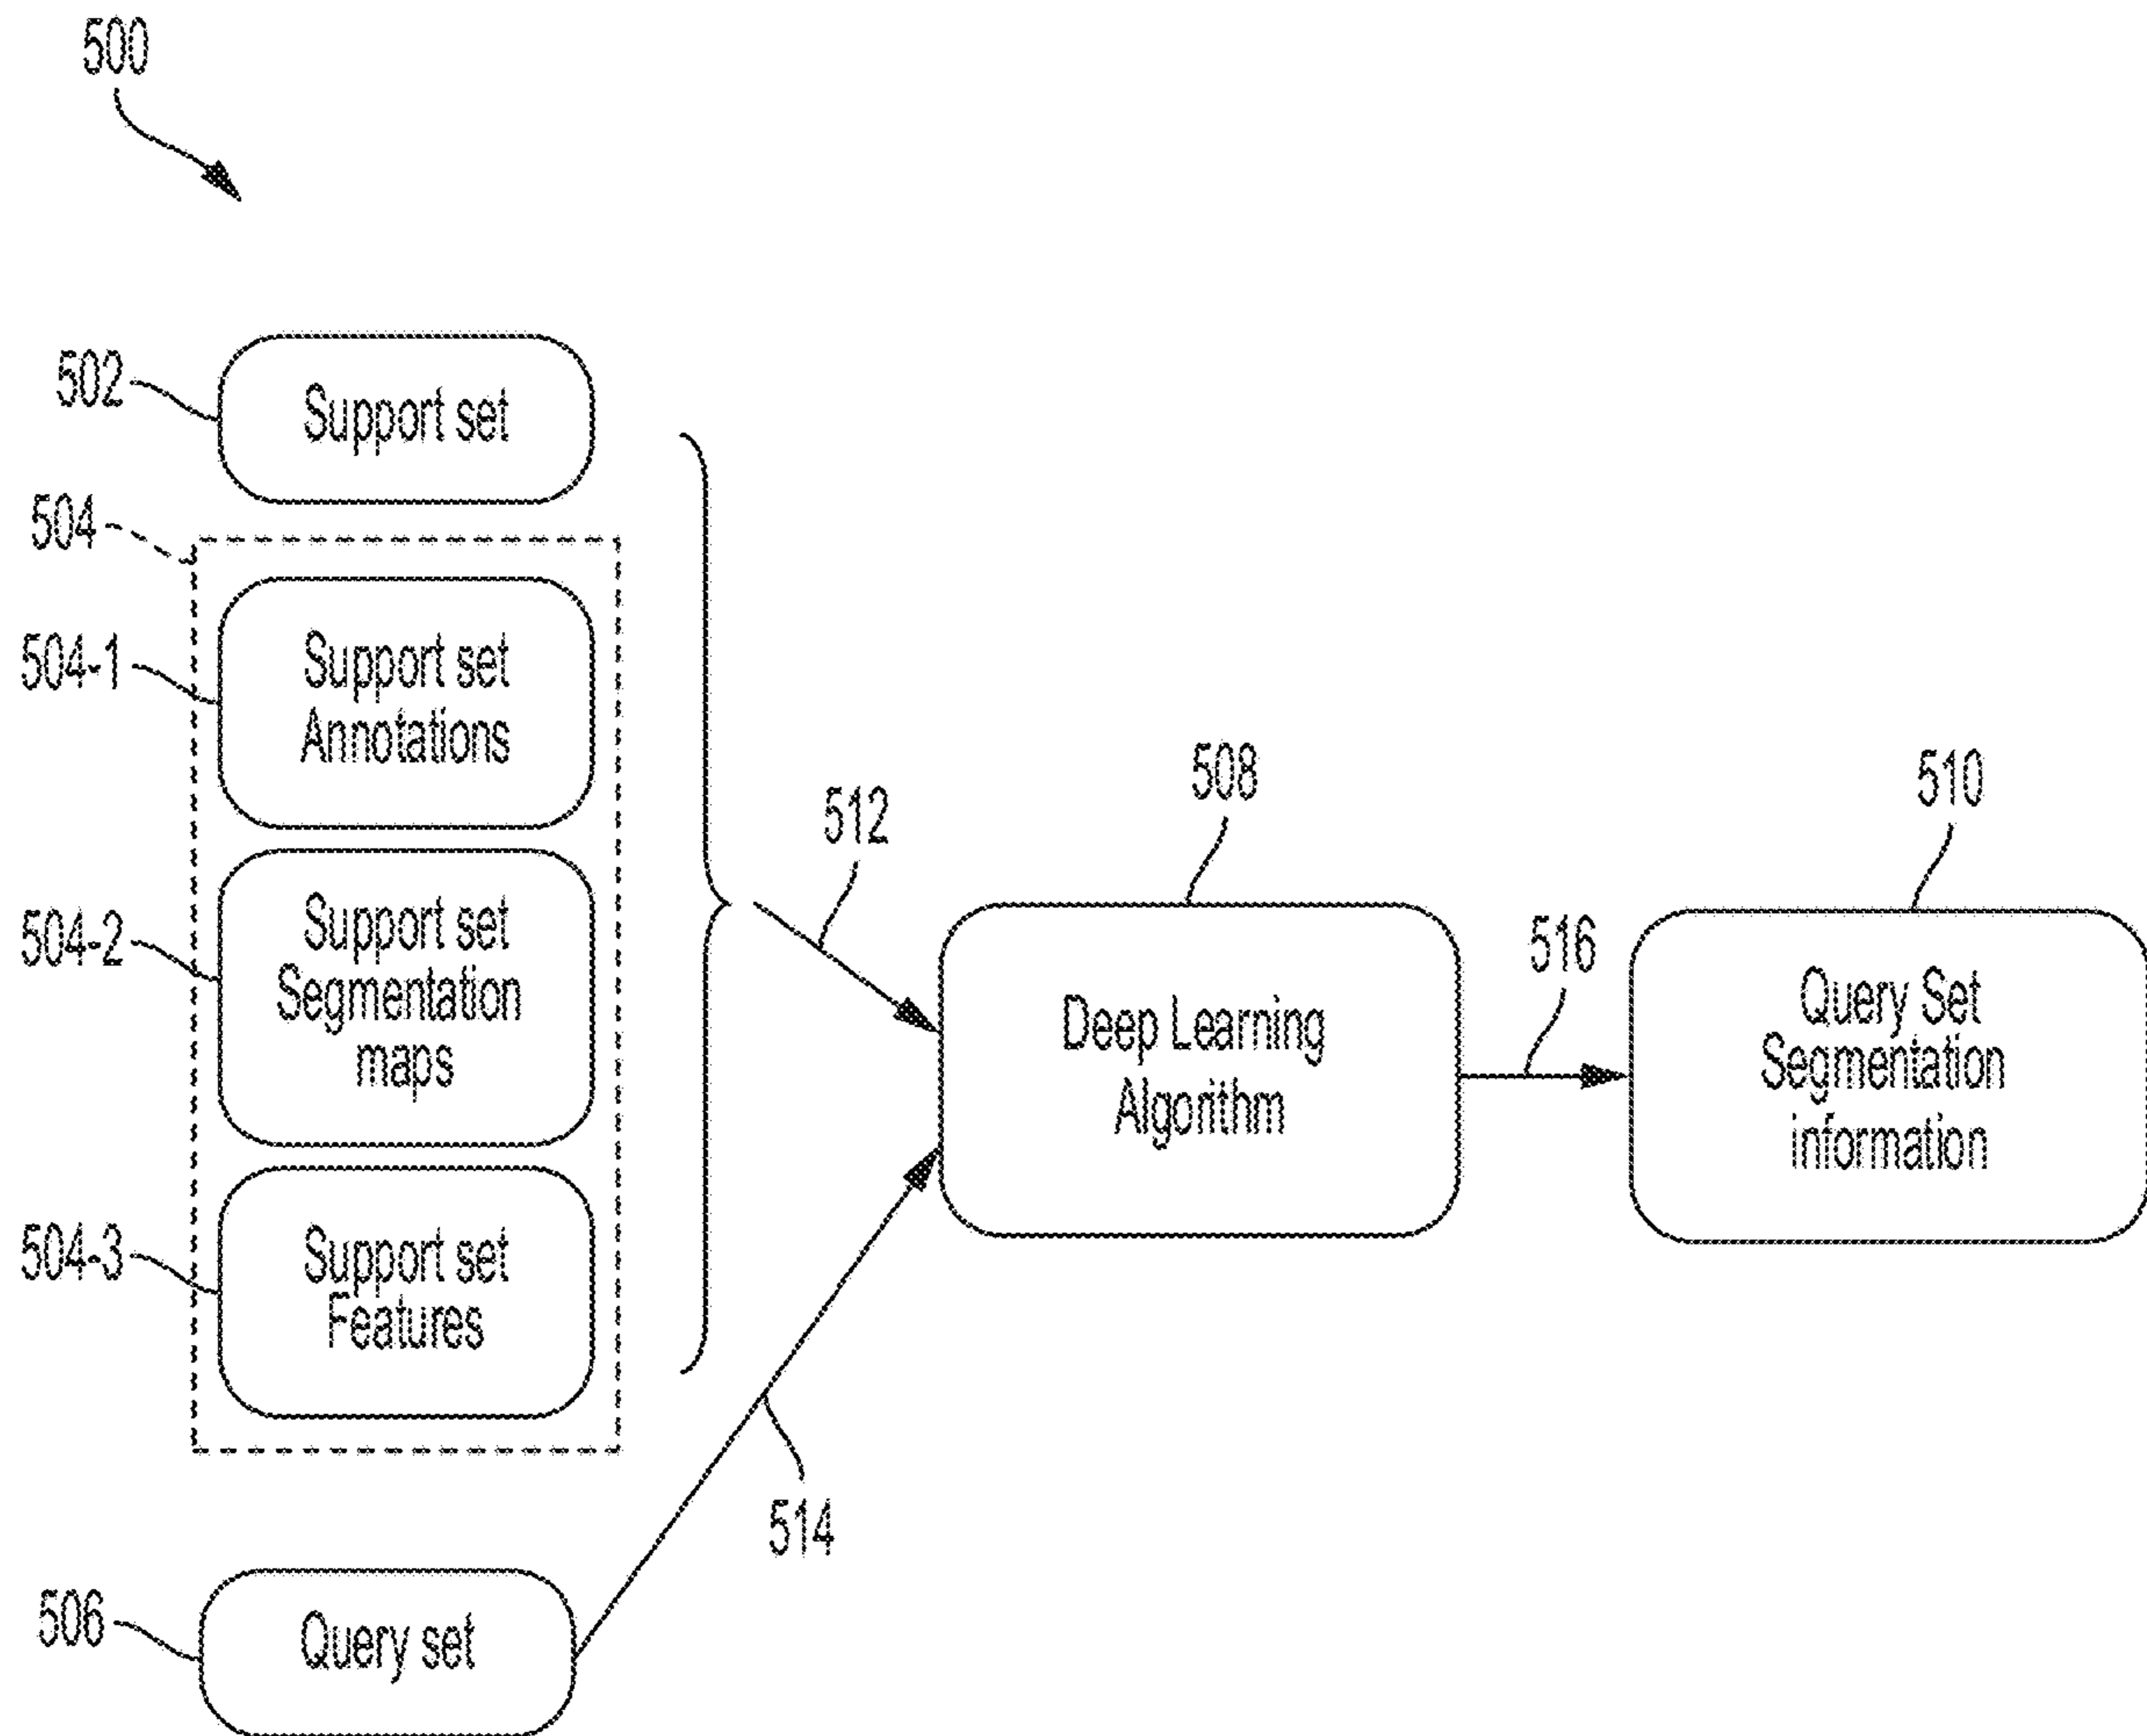 500
502
Support set
504
504-1
Support set
Annotations
504-2
Support set
Segmentation
maps
504-3
Support set
Features
506
Query set
512
514
508
Deep Learning
Algorithm
516
510
Query Set
Segmentation
information